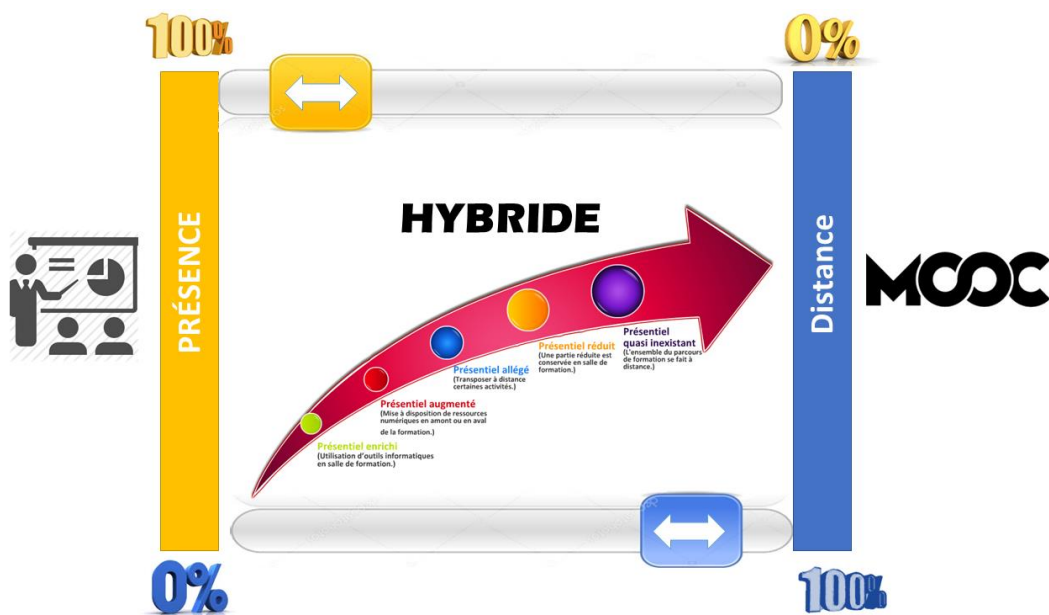 100%
0%
PRÉSENCE
HYBRIDE
Distance
MOOC
Présentiel
quasi inexistant
(L'ensemble du parcours
de formation se fait à
distance.)
Présentiel réduit
(Une partie réduite est
conservée en salle de
formation.)
Présentiel allégé
(Transposer à distance
certaines activités.)
Présentiel augmenté
(Mise à disposition de ressources
numériques en amont ou en aval
de la formation.)
Présentiel enrichi
(Utilisation d'outils informatiques
en salle de formation.)
0%
100%